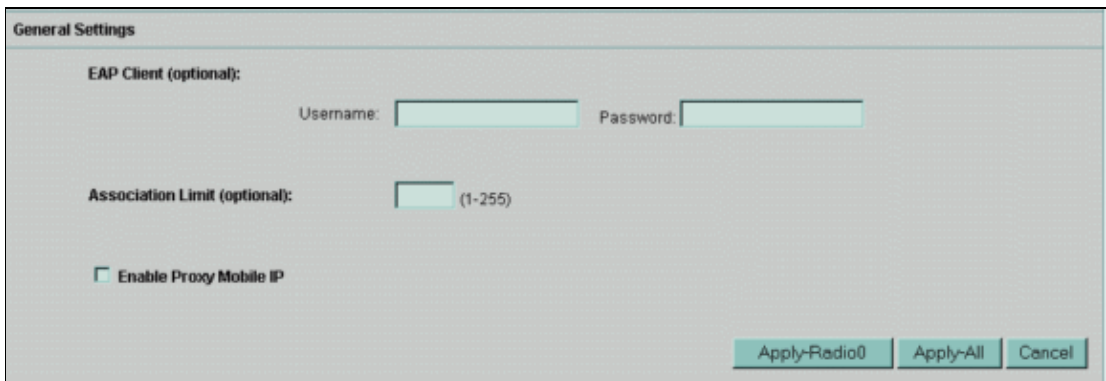 General Settings
EAP Client (optional):
Username: Password:
Association Limit (optional): (1-255)
Enable Proxy Mobile IP
Apply-Radio0 Apply-All Cancel